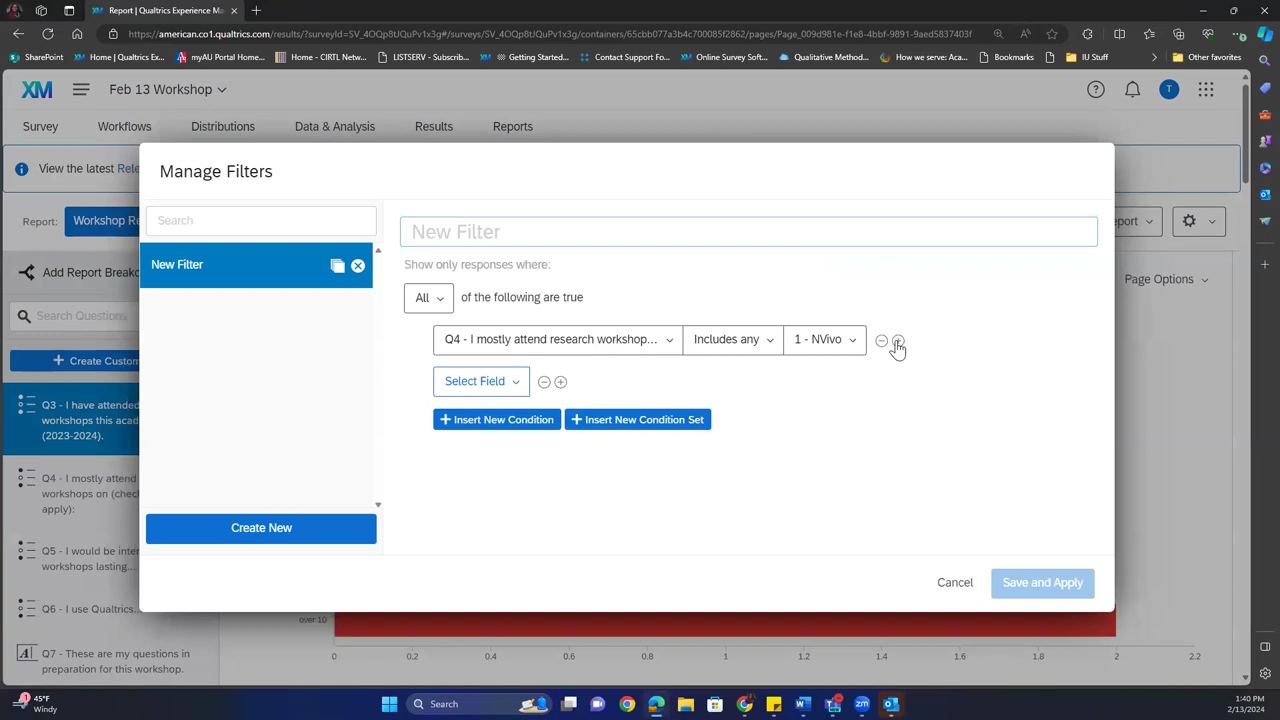 Report | Qualtrics Experience Ma
https://american.co1.qualtrics.com/results/?surveyId=SV_4OQp8tJQuPv1x3g#/surveys/SV_4OQp8tJQuPv1x3g/containers/65cbb077a3b4c700085f2862/pages/Page_009d981e-f1e8-4bbf-9891-9aed5837403f
SharePoint
Home | Qualtrics Ex...
myAU Portal Home...
Home - CIRTL Netw...
LISTSERV - Subscrib...
Getting Started...
Contact Support Fo...
Online Survey Soft...
Qualitative Method...
How we serve: Aca...
Bookmarks
IU Stuff
Other favorites
XM
Feb 13 Workshop
T
Survey
Workflows
Distributions
Data & Analysis
Results
Reports
View the latest Rele
Manage Filters
Report:
Workshop Re
port
Search
New Filter
New Filter
Show only responses where:
Add Report Breakd
Page Options
All
of the following are true
Search Questions
Q4 - I mostly attend research workshop...
Includes any
1 - NVivo
Create Custom
Select Field
Insert New Condition
Insert New Condition Set
Q3 - I have attended
workshops this acad
(2023-2024).
Q4 - I mostly attend
workshops on (check
apply):
Create New
Q5 - I would be inter
workshops lasting...
Cancel
Save and Apply
Q6 - I use Qualtrics...
over 10
Q7 - These are my questions in
preparation for this workshop.
0
0.2
0.4
0.6
0.8
1
1.2
1.4
1.6
1.8
2
2.2
45°F
Windy
Search
1:40 PM
2/13/2024